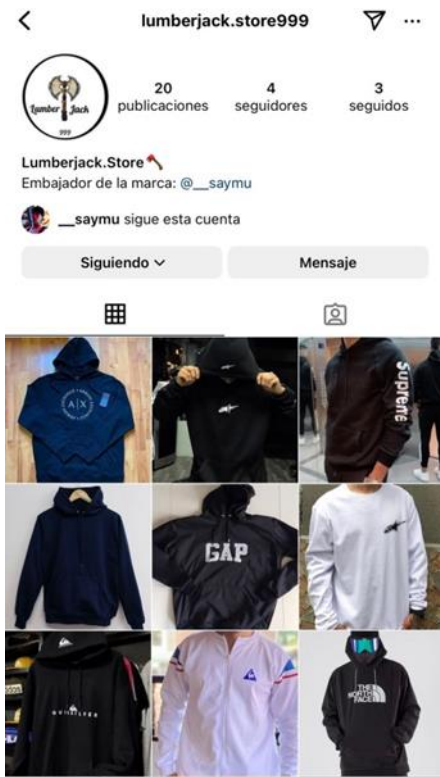 lumberjack.store999
Lumber Jack
999
20
publicaciones
4
seguidores
3
seguidos
Lumberjack.Store
Embajador de la marca: @__saymu
__saymu sigue esta cuenta
Siguiendo
Mensaje
A|X
Supreme
GAP
QUIKSILVER
THE
NORTH
FACE